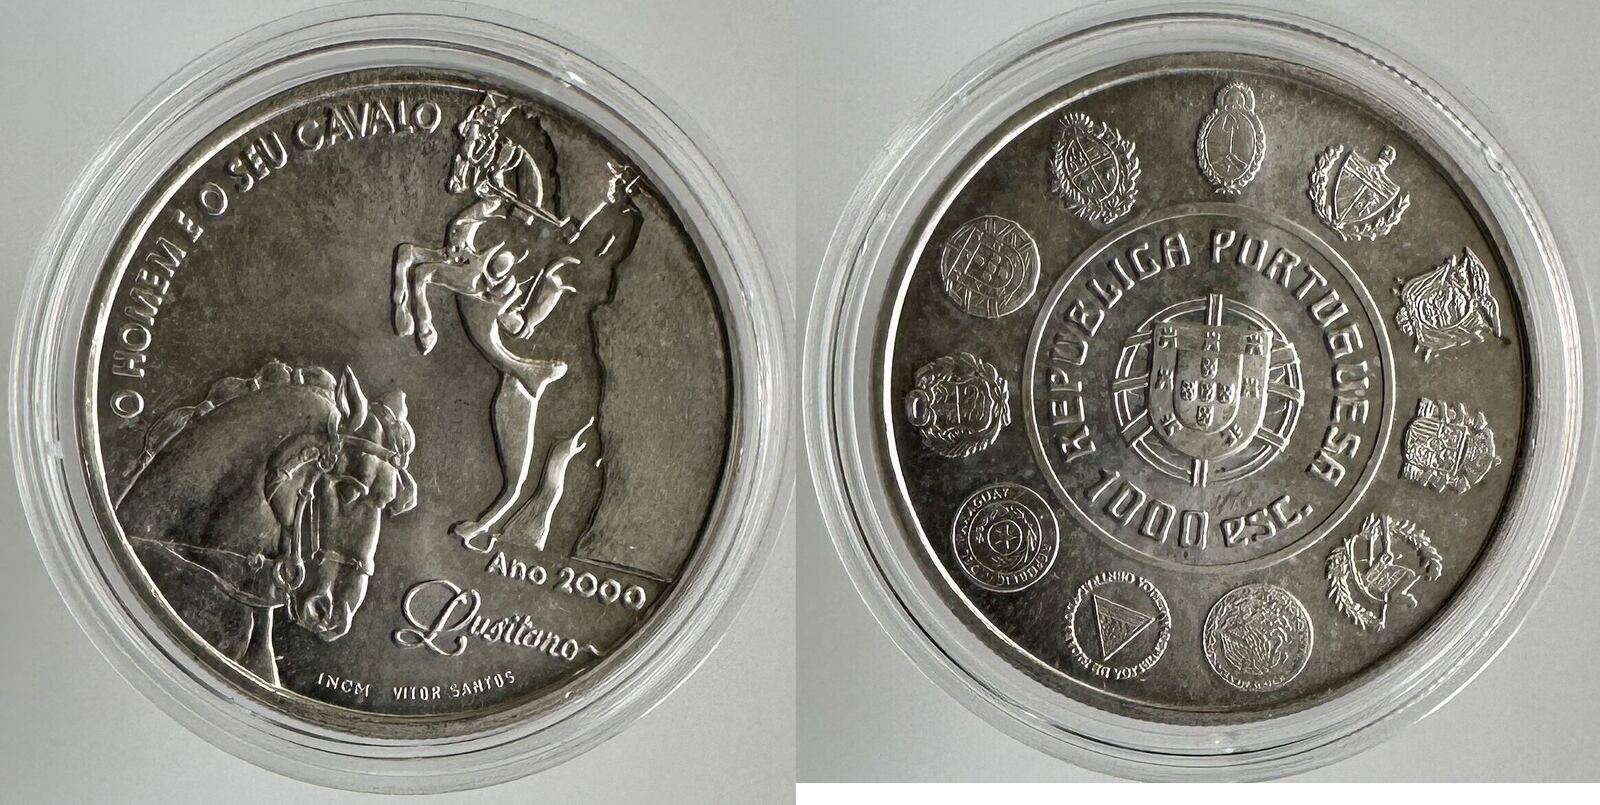 O HOMEM E O SEU CAVALO
Ano 2000
Lusitano
INCM VITOR SANTOS
REPUBLICA PORTUGUESA
1000 ESC.